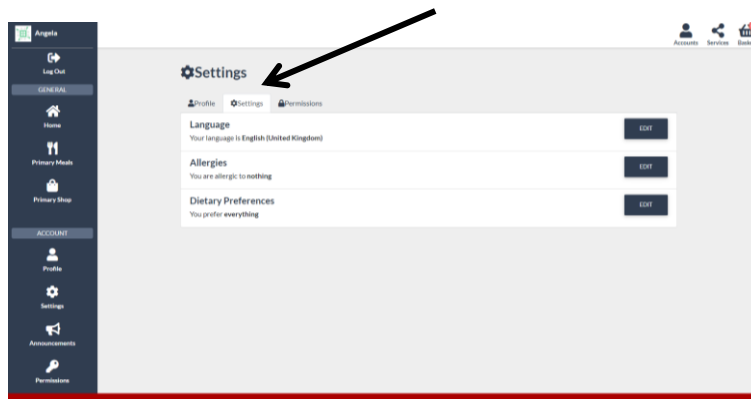 Angela
Log Out
GENERAL
Home
Primary Meals
Primary Shop
ACCOUNT
Profile
Settings
Announcements
Permissions
Accounts
Services
Settings
Profile
Settings
Permissions
Language
Your language is English (United Kingdom)
EDIT
Allergies
You are allergic to nothing
EDIT
Dietary Preferences
You prefer everything
EDIT